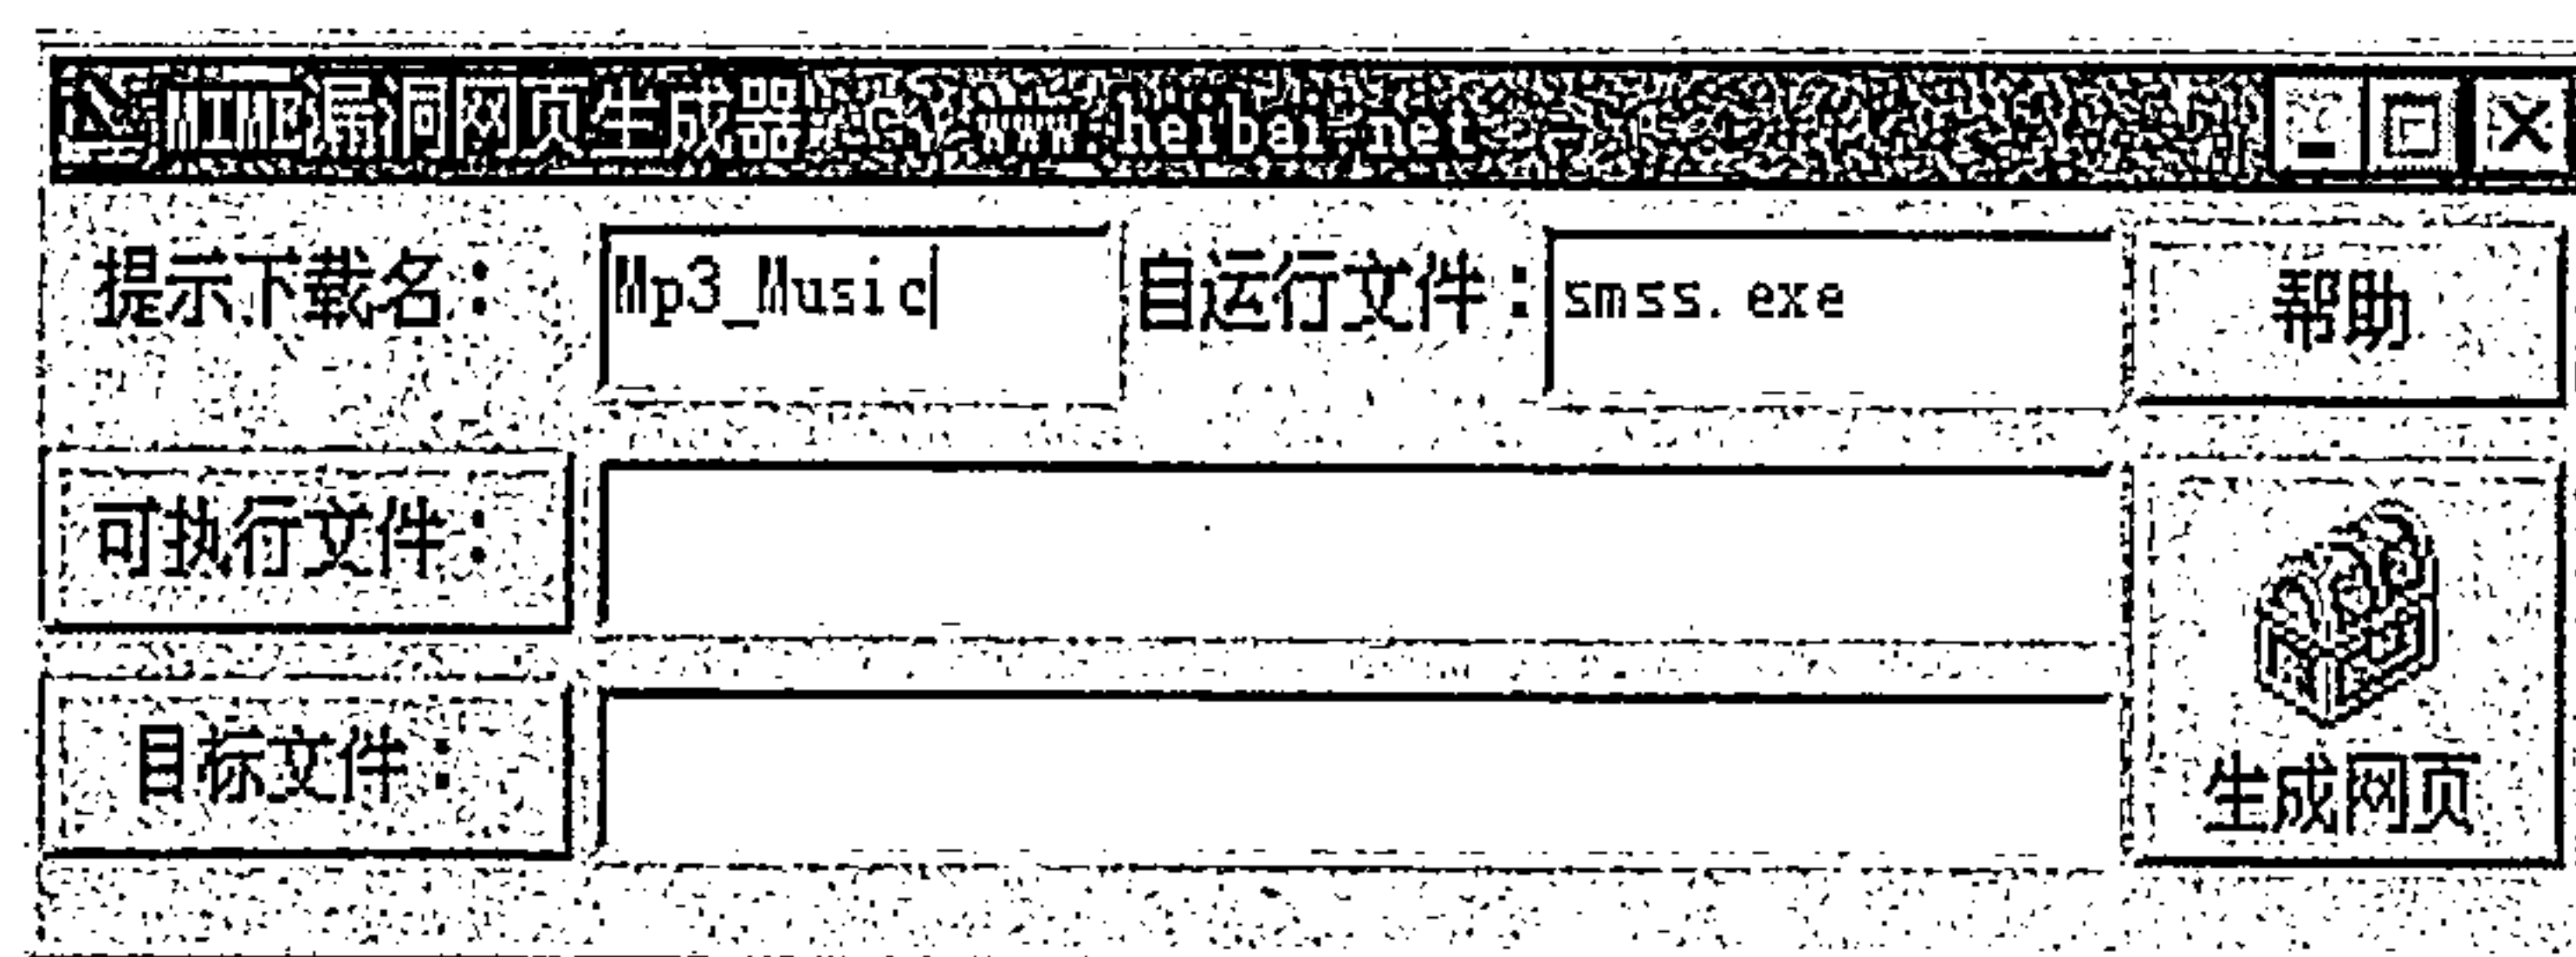 MIME漏洞网页生成器 www.heibai.net
提示下载名： Mp3_Music 自运行文件： smss.exe 帮助
可执行文件：
目标文件：
生成网页